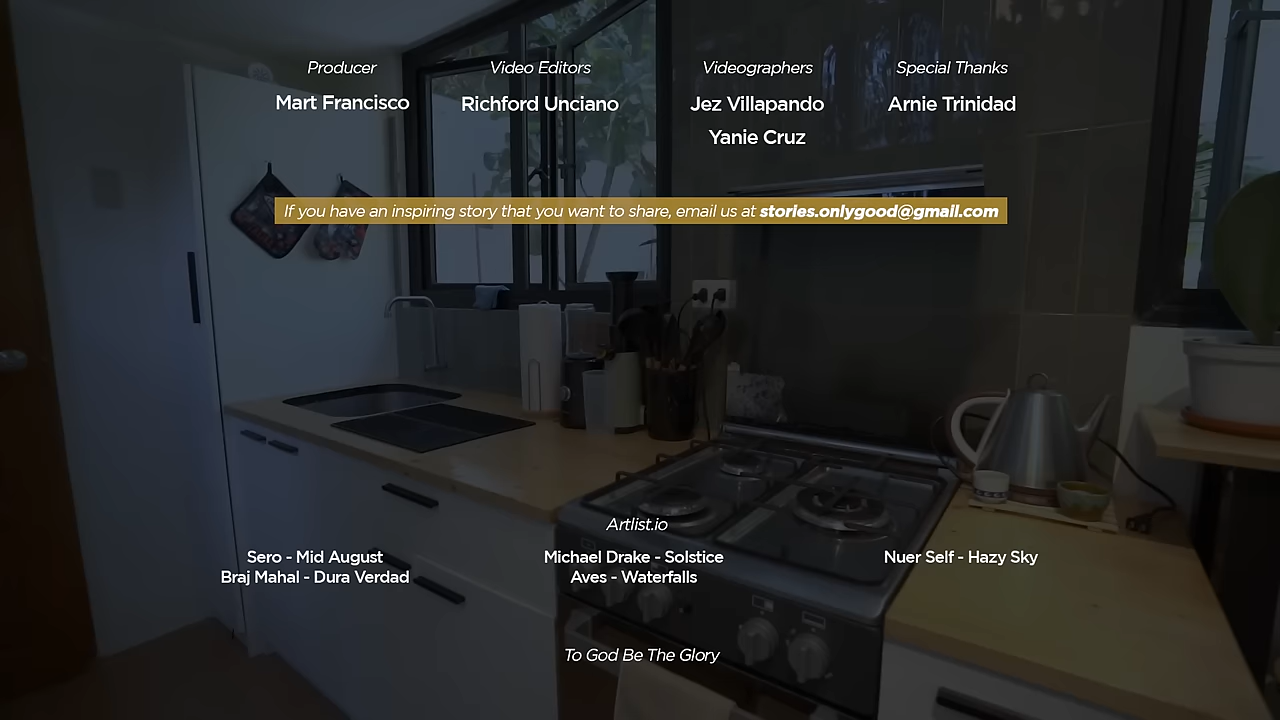 Producer
Mart Francisco
Video Editors
Richford Unciano
Videographers
Jez Villapando
Yanie Cruz
Special Thanks
Arnie Trinidad
If you have an inspiring story that you want to share, email us at stories.onlygood@gmail.com
Artlist.io
Sero - Mid August
Braj Mahal - Dura Verdad
Michael Drake - Solstice
Aves - Waterfalls
Nuer Self - Hazy Sky
To God Be The Glory